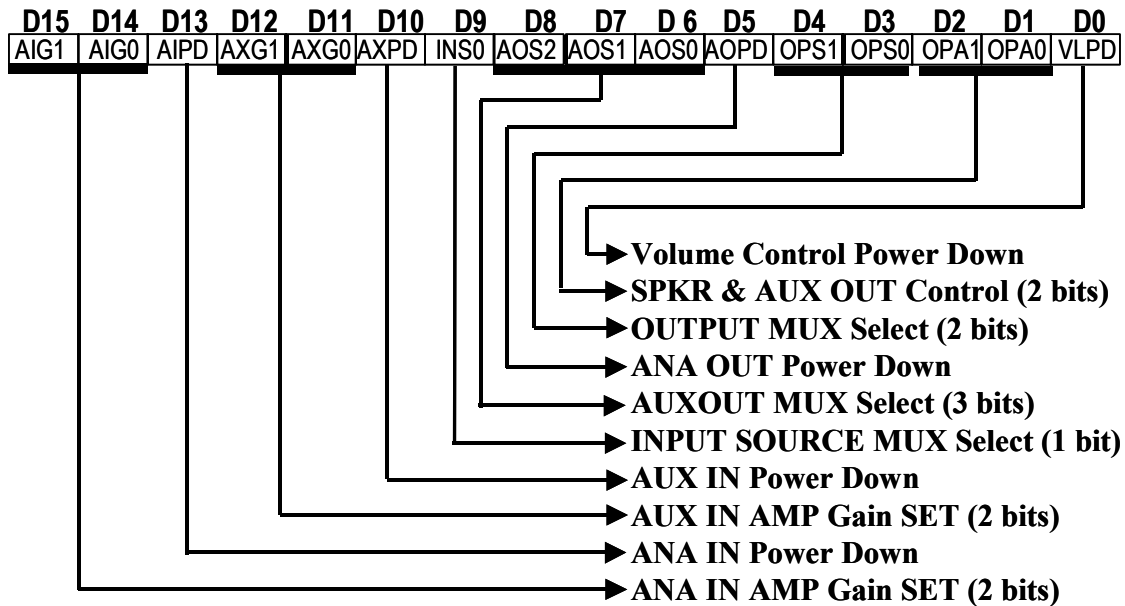 D15 D14 D13 D12 D11 D10 D9 D8 D7 D 6 D5 D4 D3 D2 D1 D0
AIG1 AIG0 AIPD AXG1 AXG0 AXPD INS0 AOS2 AOS1 AOS0 AOPD OPS1 OPS0 OPA1 OPA0 VLPD
Volume Control Power Down
SPKR & AUX OUT Control (2 bits)
OUTPUT MUX Select (2 bits)
ANA OUT Power Down
AUXOUT MUX Select (3 bits)
INPUT SOURCE MUX Select (1 bit)
AUX IN Power Down
AUX IN AMP Gain SET (2 bits)
ANA IN Power Down
ANA IN AMP Gain SET (2 bits)